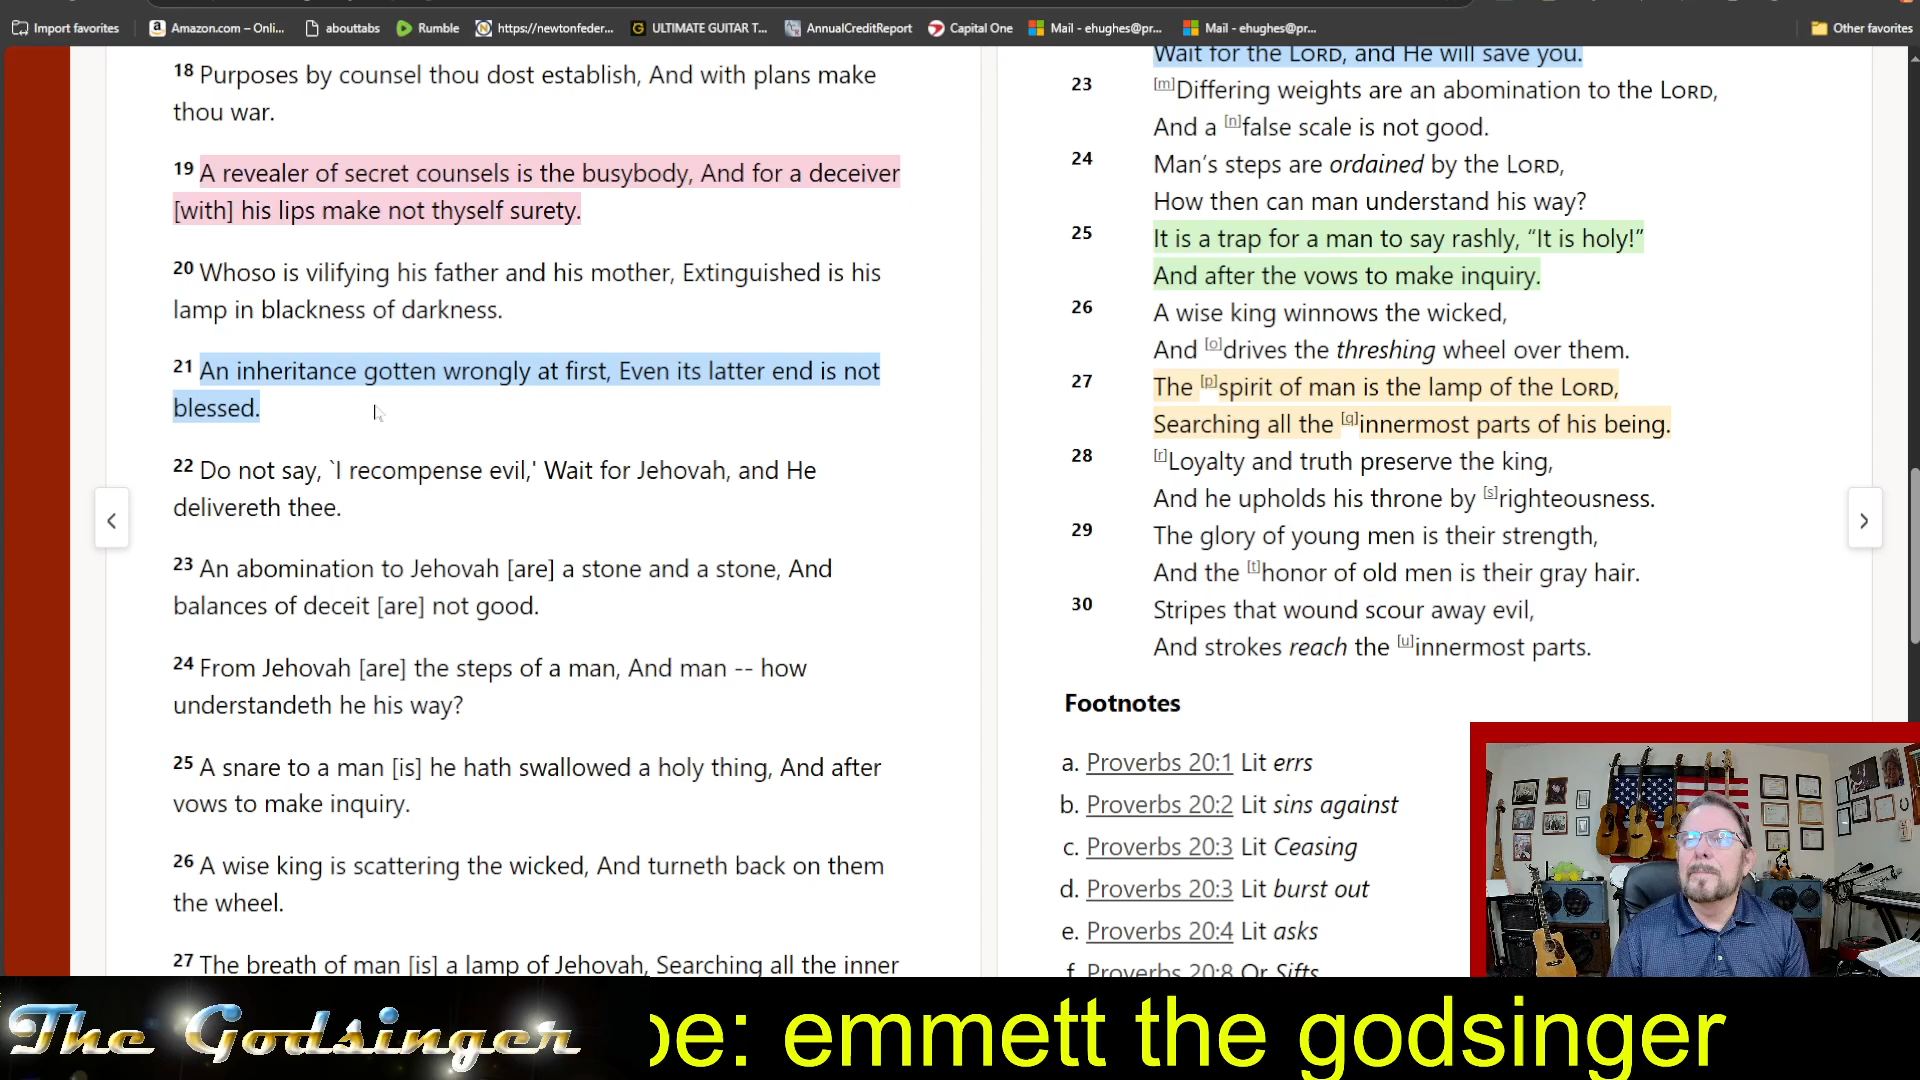 Import favorites
Amazon.com – Onli...
abouttabs
Rumble
https://newtonfeder...
ULTIMATE GUITAR T...
AnnualCreditReport
Capital One
Mail - ehughes@pr...
Mail - ehughes@pr...
Other favorites
18 Purposes by counsel thou dost establish, And with plans make
thou war.
19 A revealer of secret counsels is the busybody, And for a deceiver
[with] his lips make not thyself surety.
20 Whoso is vilifying his father and his mother, Extinguished is his
lamp in blackness of darkness.
21 An inheritance gotten wrongly at first, Even its latter end is not
blessed.
22 Do not say, `I recompense evil,' Wait for Jehovah, and He
delivereth thee.
23 An abomination to Jehovah [are] a stone and a stone, And
balances of deceit [are] not good.
24 From Jehovah [are] the steps of a man, And man -- how
understandeth he his way?
25 A snare to a man [is] he hath swallowed a holy thing, And after
vows to make inquiry.
26 A wise king is scattering the wicked, And turneth back on them
the wheel.
27 The breath of man [is] a lamp of Jehovah, Searching all the inner
Wait for the LORD, and He will save you.
23 [m]Differing weights are an abomination to the LORD,
And a [n]false scale is not good.
24 Man’s steps are ordained by the LORD,
How then can man understand his way?
25 It is a trap for a man to say rashly, “It is holy!”
And after the vows to make inquiry.
26 A wise king winnows the wicked,
And [o]drives the threshing wheel over them.
27 The [p]spirit of man is the lamp of the LORD,
Searching all the [q]innermost parts of his being.
28 [r]Loyalty and truth preserve the king,
And he upholds his throne by [s]righteousness.
29 The glory of young men is their strength,
And the [t]honor of old men is their gray hair.
30 Stripes that wound scour away evil,
And strokes reach the [u]innermost parts.
Footnotes
a. Proverbs 20:1 Lit errs
b. Proverbs 20:2 Lit sins against
c. Proverbs 20:3 Lit Ceasing
d. Proverbs 20:3 Lit burst out
e. Proverbs 20:4 Lit asks
f. Proverbs 20:8 Or Sifts
The Godsinger
be: emmett the godsinger